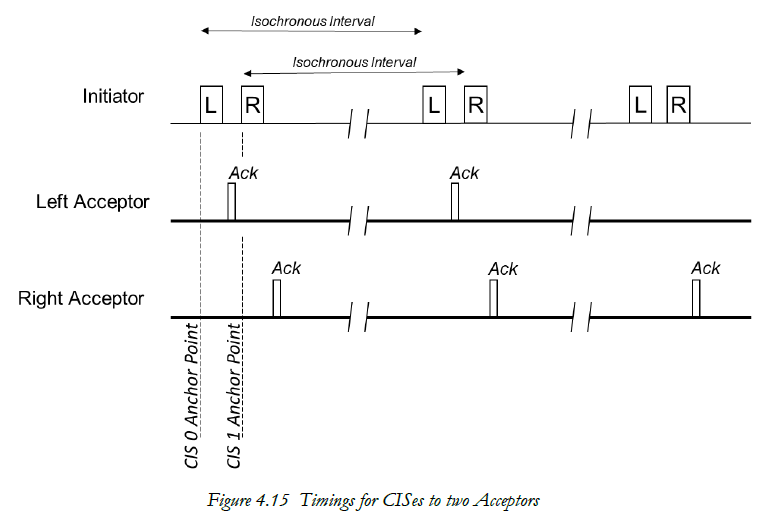 Isochronous Interval
Isochronous Interval
Initiator
L R L R L R
Ack Ack
Left Acceptor
Ack Ack Ack
Right Acceptor
CIS 0 Anchor Point
CIS 1 Anchor Point
Figure 4.15 Timings for CISes to two Acceptors